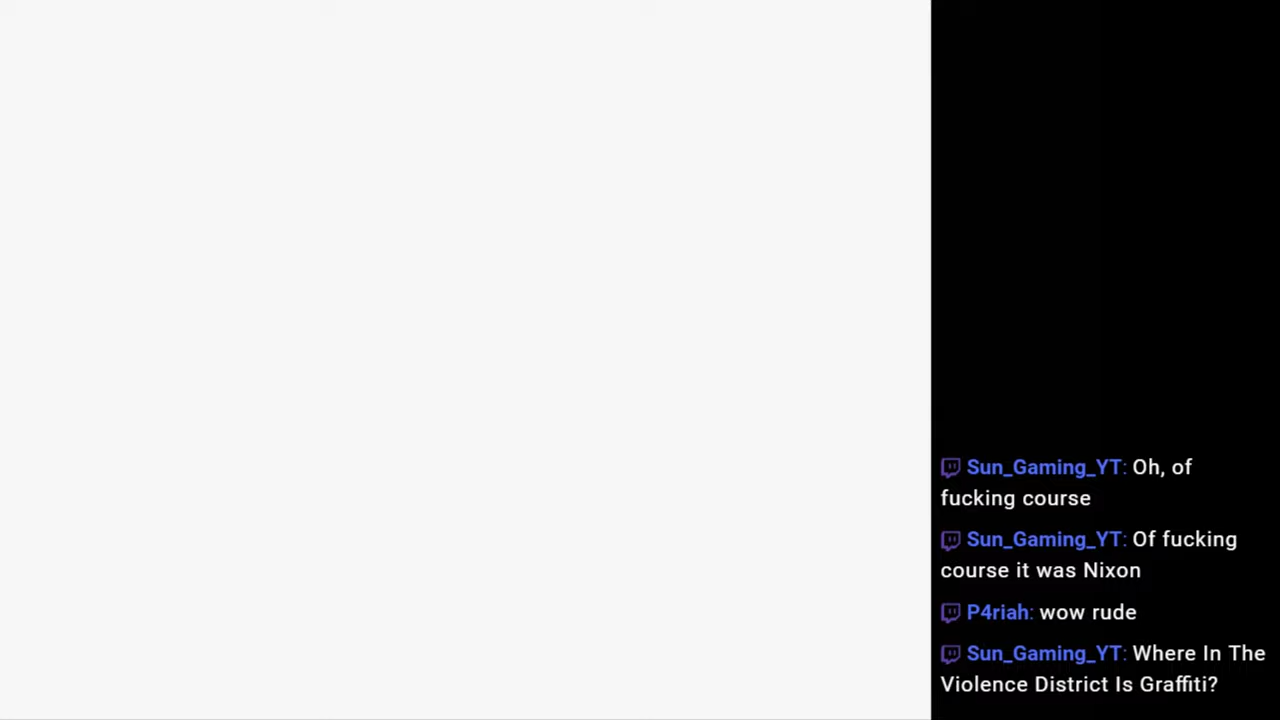 Sun_Gaming_YT: Oh, of
fucking course
Sun_Gaming_YT: Of fucking
course it was Nixon
P4riah: wow rude
Sun_Gaming_YT: Where In The
Violence District Is Graffiti?